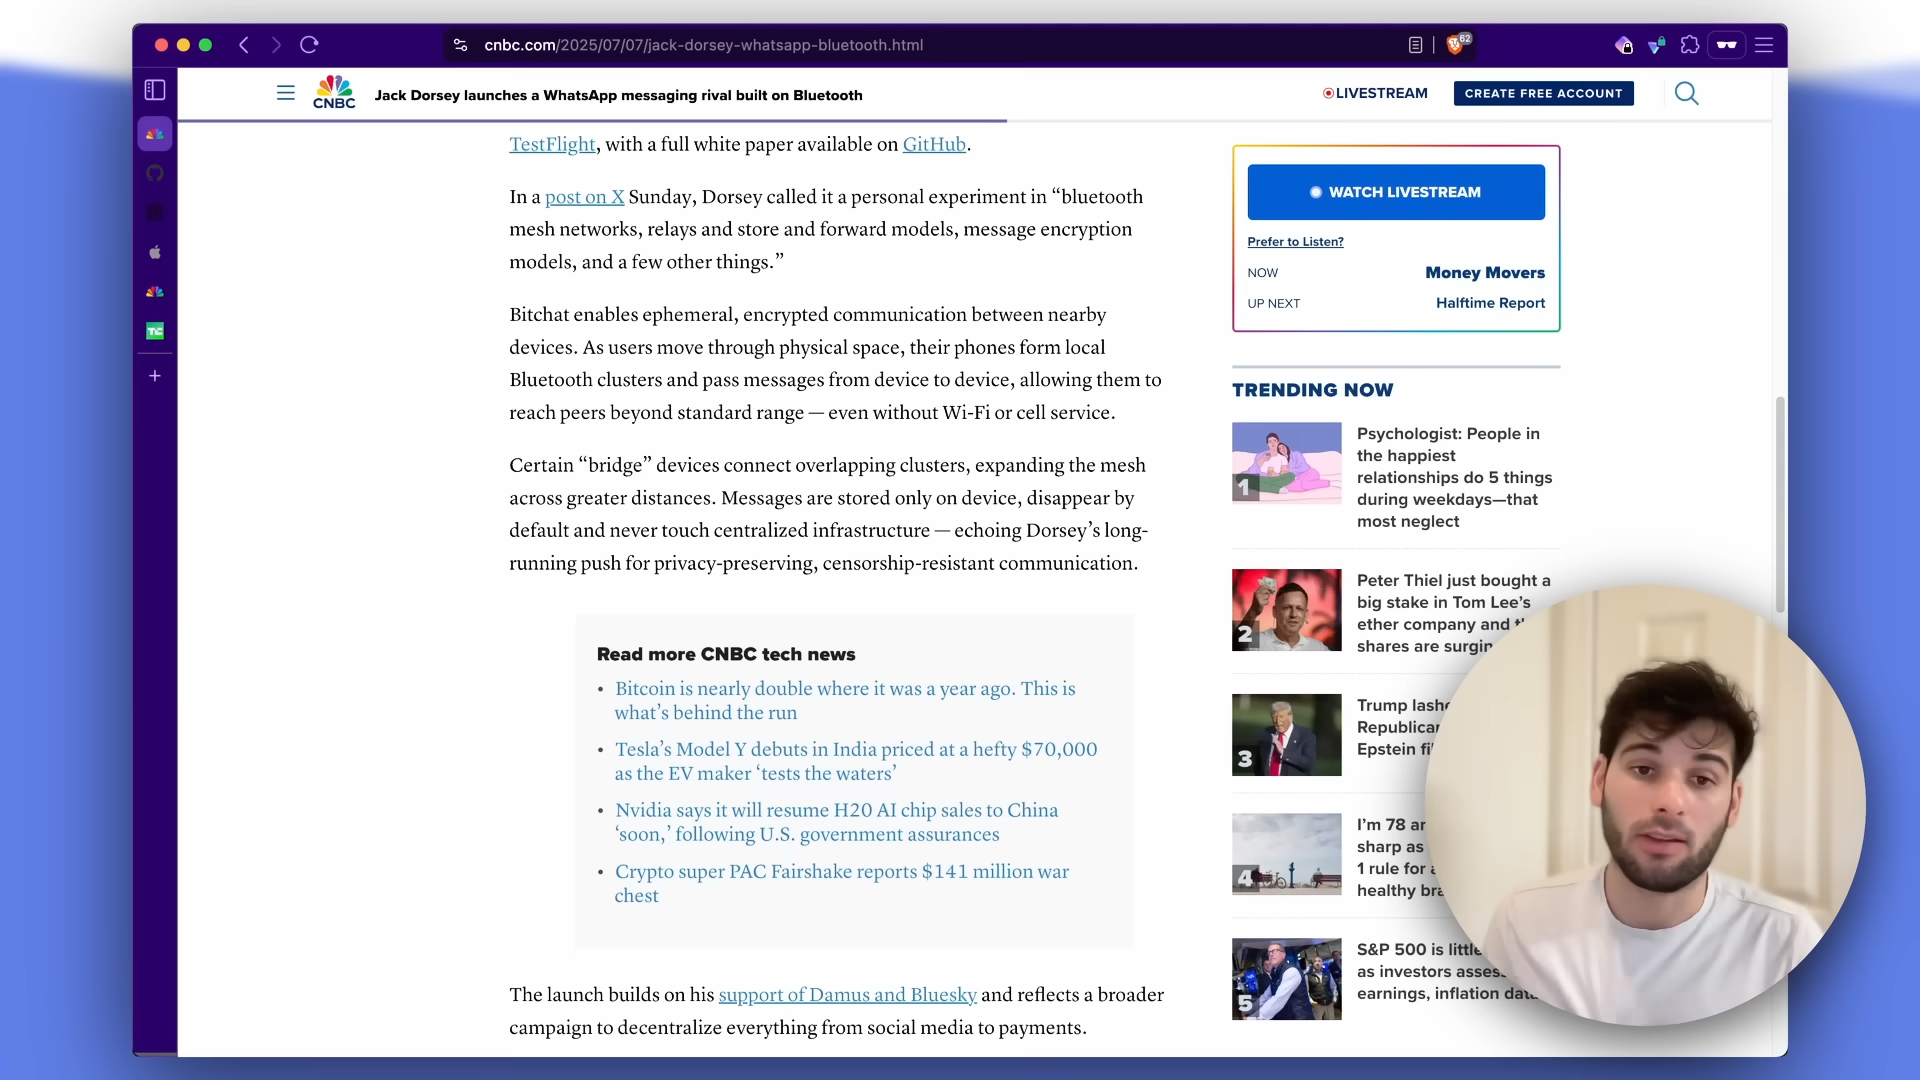 cnbc.com/2025/07/07/jack-dorsey-whatsapp-bluetooth.html
62
CNBC
Jack Dorsey launches a WhatsApp messaging rival built on Bluetooth
LIVESTREAM
CREATE FREE ACCOUNT
TC
TestFlight, with a full white paper available on GitHub.
In a post on X Sunday, Dorsey called it a personal experiment in “bluetooth
mesh networks, relays and store and forward models, message encryption
models, and a few other things.”
Bitchat enables ephemeral, encrypted communication between nearby
devices. As users move through physical space, their phones form local
Bluetooth clusters and pass messages from device to device, allowing them to
reach peers beyond standard range — even without Wi-Fi or cell service.
Certain “bridge” devices connect overlapping clusters, expanding the mesh
across greater distances. Messages are stored only on device, disappear by
default and never touch centralized infrastructure — echoing Dorsey’s long-
running push for privacy-preserving, censorship-resistant communication.
Read more CNBC tech news
• Bitcoin is nearly double where it was a year ago. This is
what’s behind the run
• Tesla’s Model Y debuts in India priced at a hefty $70,000
as the EV maker ‘tests the waters’
• Nvidia says it will resume H20 AI chip sales to China
‘soon,’ following U.S. government assurances
• Crypto super PAC Fairshake reports $141 million war
chest
The launch builds on his support of Damus and Bluesky and reflects a broader
campaign to decentralize everything from social media to payments.
WATCH LIVESTREAM
Prefer to Listen?
NOW Money Movers
UP NEXT Halftime Report
TRENDING NOW
1
Psychologist: People in
the happiest
relationships do 5 things
during weekdays—that
most neglect
2
Peter Thiel just bought a
big stake in Tom Lee’s
ether company and
shares are
3
Trump
Epstein
4
I’m 78
sharp as
1 rule for
healthy
5
S&P 500 is
as investors
earnings, inflation